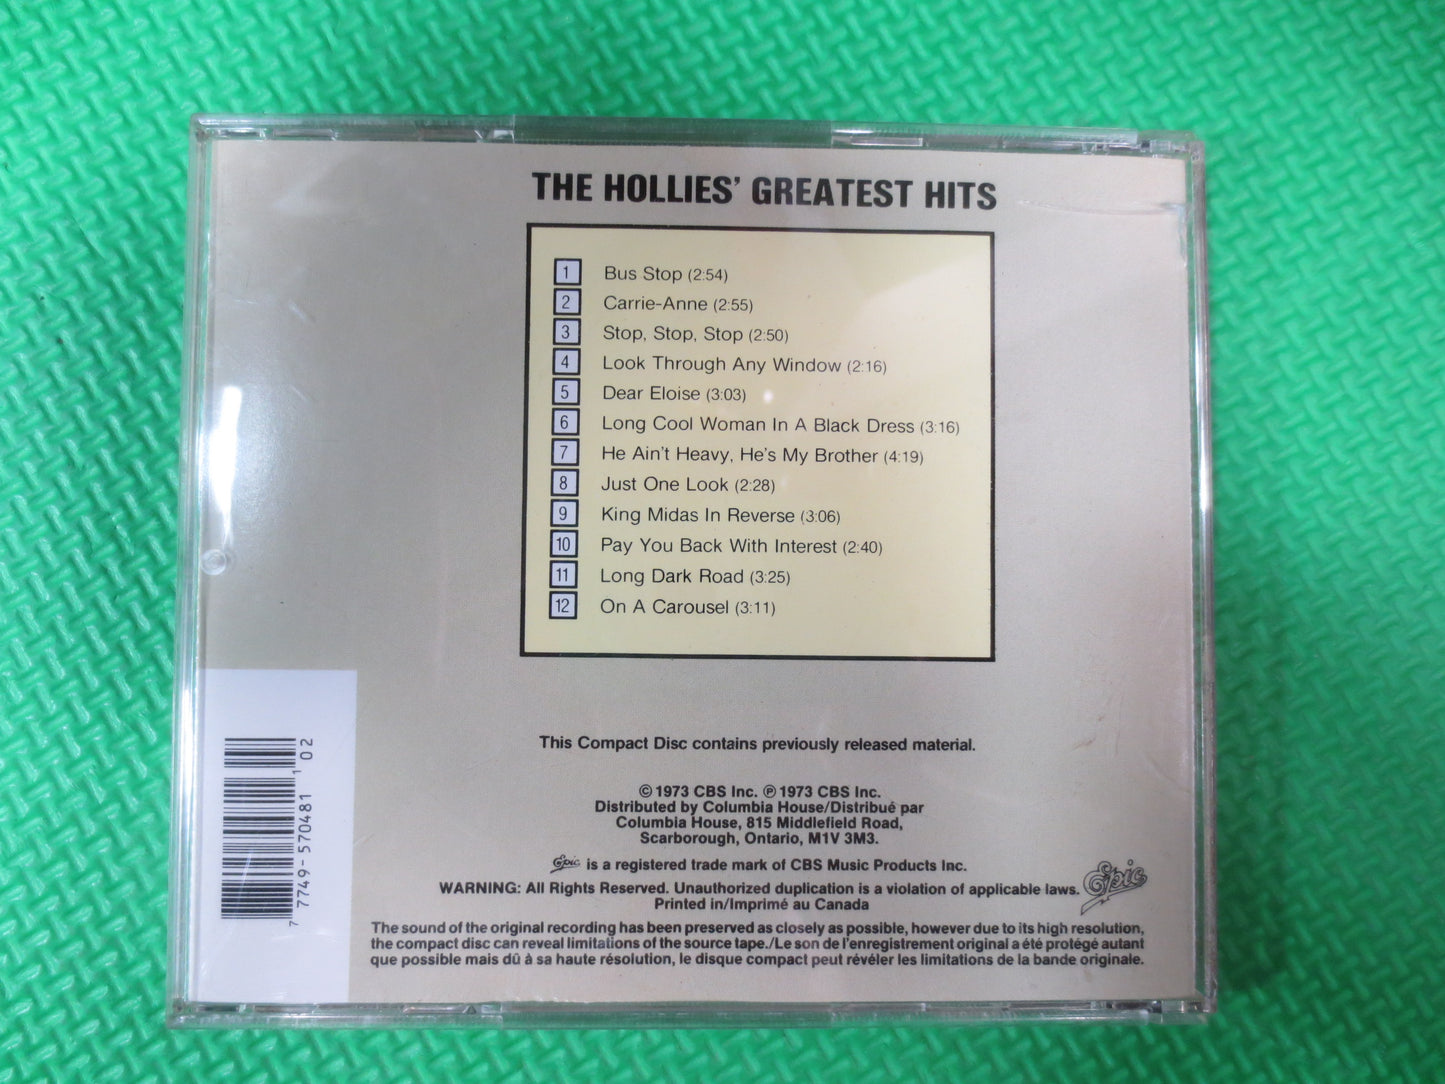 THE HOLLIES' GREATEST HITS
1 Bus Stop (2:54)
2 Carrie-Anne (2:55)
3 Stop, Stop, Stop (2:50)
4 Look Through Any Window (2:16)
5 Dear Eloise (3:03)
6 Long Cool Woman In A Black Dress (3:16)
7 He Ain't Heavy, He's My Brother (4:19)
8 Just One Look (2:28)
9 King Midas In Reverse (3:06)
10 Pay You Back With Interest (2:40)
11 Long Dark Road (3:25)
12 On A Carousel (3:11)
This Compact Disc contains previously released material.
© 1973 CBS Inc. ℗ 1973 CBS Inc.
Distributed by Columbia House/Distribué par
Columbia House, 815 Middlefield Road,
Scarborough, Ontario, M1V 3M3.
Epic is a registered trade mark of CBS Music Products Inc.
WARNING: All Rights Reserved. Unauthorized duplication is a violation of applicable laws.
Printed in/Imprimé au Canada
Epic
The sound of the original recording has been preserved as closely as possible, however due to its high resolution,
the compact disc can reveal limitations of the source tape./Le son de l'enregistrement original a été protégé autant
que possible mais dû à sa haute résolution, le disque compact peut révéler les limitations de la bande originale.
7 7749-570481 1 02